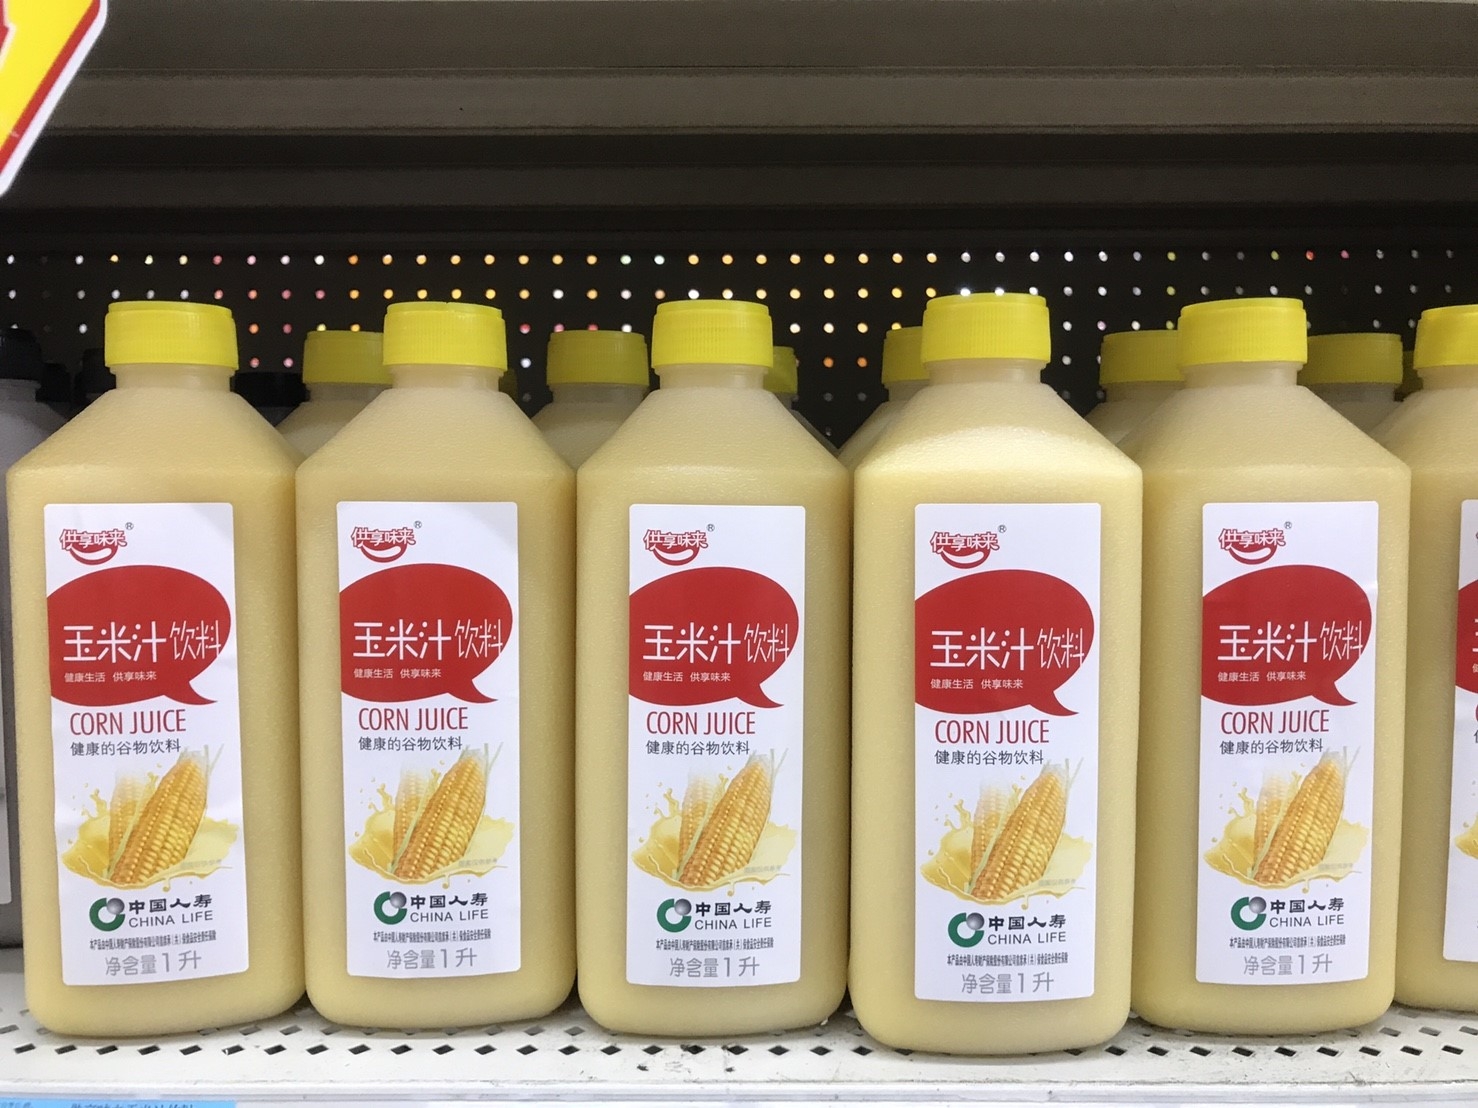 供享味来®
玉米汁饮料
健康生活 供享味来
CORN JUICE
健康的谷物饮料
中国人寿
CHINA LIFE
净含量1升
供享味来®
玉米汁饮料
健康生活 供享味来
CORN JUICE
健康的谷物饮料
中国人寿
CHINA LIFE
净含量1升
供享味来®
玉米汁饮料
健康生活 供享味来
CORN JUICE
健康的谷物饮料
中国人寿
CHINA LIFE
净含量1升
供享味来®
玉米汁饮料
健康生活 供享味来
CORN JUICE
健康的谷物饮料
中国人寿
CHINA LIFE
净含量1升
供享味来®
玉米汁饮料
健康生活 供享味来
CORN JUICE
健康的谷物饮料
中国人寿
CHINA LIFE
净含量1升